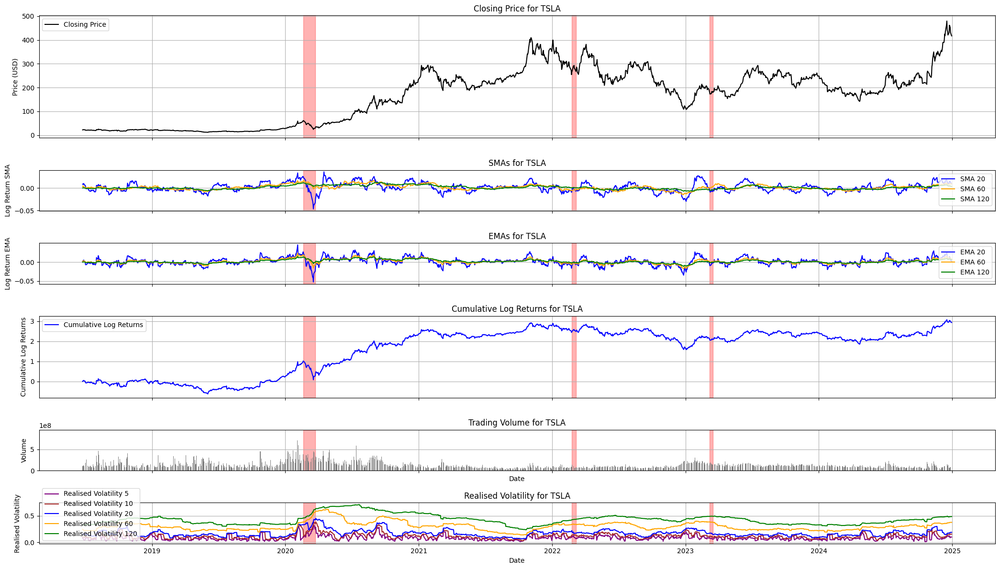 Closing Price for TSLA
500
400
300
200
100
0
Price (USD)
Closing Price
SMAs for TSLA
0.00
−0.05
Log Return SMA
SMA 20
SMA 60
SMA 120
EMAs for TSLA
0.00
−0.05
Log Return EMA
EMA 20
EMA 60
EMA 120
Cumulative Log Returns for TSLA
3
2
1
0
Cumulative Log Returns
Cumulative Log Returns
Trading Volume for TSLA
1e8
5
0
Volume
Date
Realised Volatility for TSLA
0.5
0.0
Realised Volatility
Realised Volatility 5
Realised Volatility 10
Realised Volatility 20
Realised Volatility 60
Realised Volatility 120
2019 2020 2021 2022 2023 2024 2025
Date